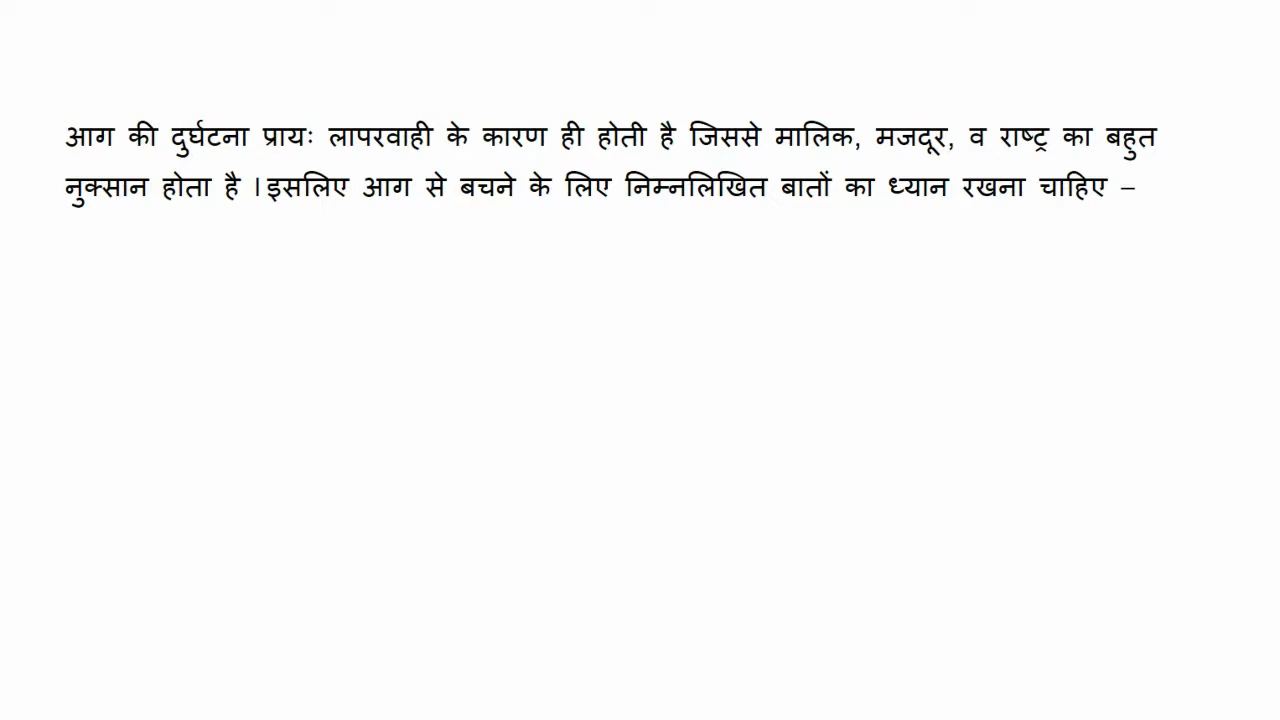 आग की दुर्घटना प्रायः लापरवाही के कारण ही होती है जिससे मालिक, मजदूर, व राष्ट्र का बहुत
नुक्सान होता है ।इसलिए आग से बचने के लिए निम्नलिखित बातों का ध्यान रखना चाहिए –